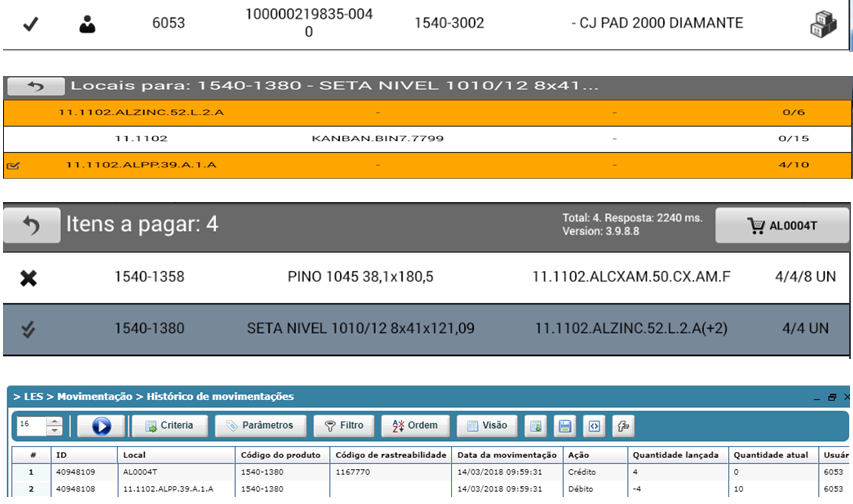 6053 100000219835-004 1540-3002 - CJ PAD 2000 DIAMANTE
0
Locais para: 1540-1380 - SETA NIVEL 1010/12 8x41...
11.1102.ALZINC.52.L.2.A - - 0/6
11.1102 KANBAN.BIN7.7799 - 0/15
11.1102.ALPP.39.A.1.A - - 4/10
Itens a pagar: 4 Total: 4. Resposta: 2240 ms. AL0004T
Version: 3.9.8.8
1540-1358 PINO 1045 38,1x180,5 11.1102.ALCXAM.50.CX.AM.F 4/4/8 UN
1540-1380 SETA NIVEL 1010/12 8x41x121,09 11.1102.ALZINC.52.L.2.A(+2) 4/4 UN
> LES > Movimentação > Histórico de movimentações
16 Criteria Parâmetros Filtro Ordem Visão
# ID Local Código do produto Código de rastreabilidade Data da movimentação Ação Quantidade lançada Quantidade atual Usuár
1 40948109 AL0004T 1540-1380 1167770 14/03/2018 09:59:31 Crédito 4 0 6053
2 40948108 11.1102.ALPP.39.A.1.A 1540-1380 14/03/2018 09:59:31 Débito -4 10 6053